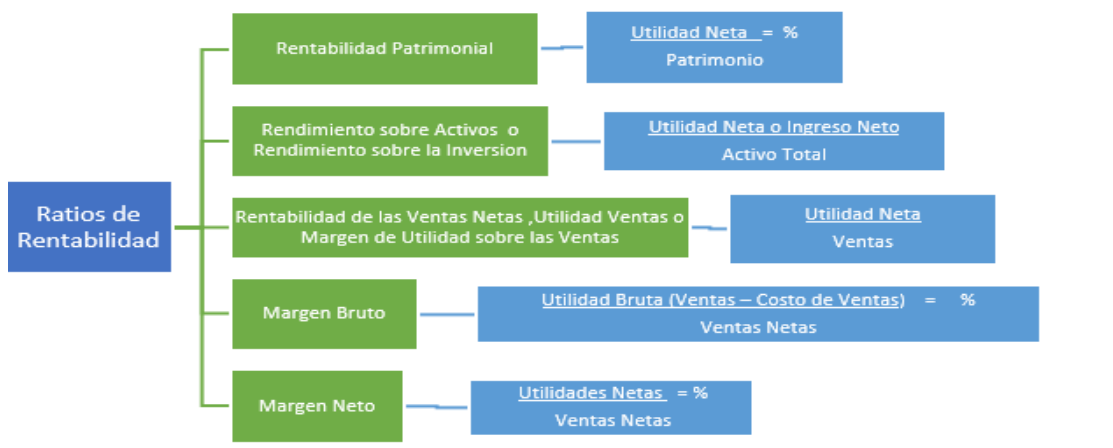 Ratios de
Rentabilidad
Rentabilidad Patrimonial
Utilidad Neta = %
Patrimonio
Rendimiento sobre Activos o
Rendimiento sobre la Inversion
Utilidad Neta o Ingreso Neto
Activo Total
Rentabilidad de las Ventas Netas ,Utilidad Ventas o
Margen de Utilidad sobre las Ventas
Utilidad Neta
Ventas
Margen Bruto
Utilidad Bruta (Ventas – Costo de Ventas) = %
Ventas Netas
Margen Neto
Utilidades Netas = %
Ventas Netas